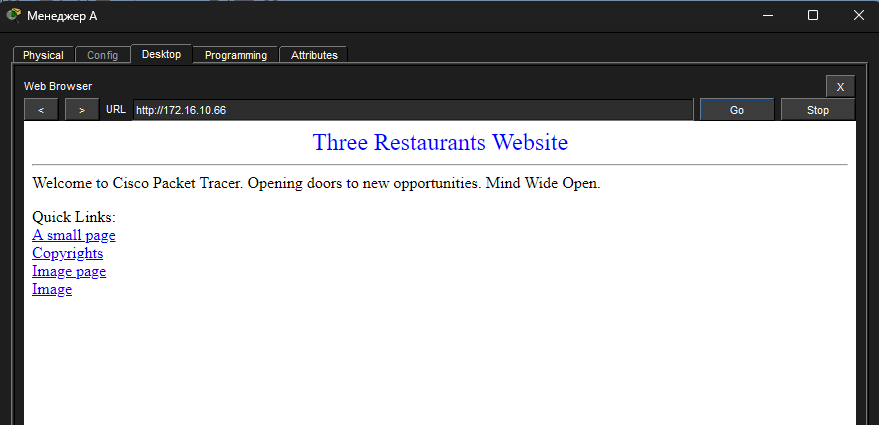 Менеджер А
Physical Config Desktop Programming Attributes
Web Browser X
< > URL http://172.16.10.66 Go Stop
Three Restaurants Website
Welcome to Cisco Packet Tracer. Opening doors to new opportunities. Mind Wide Open.
Quick Links:
A small page
Copyrights
Image page
Image